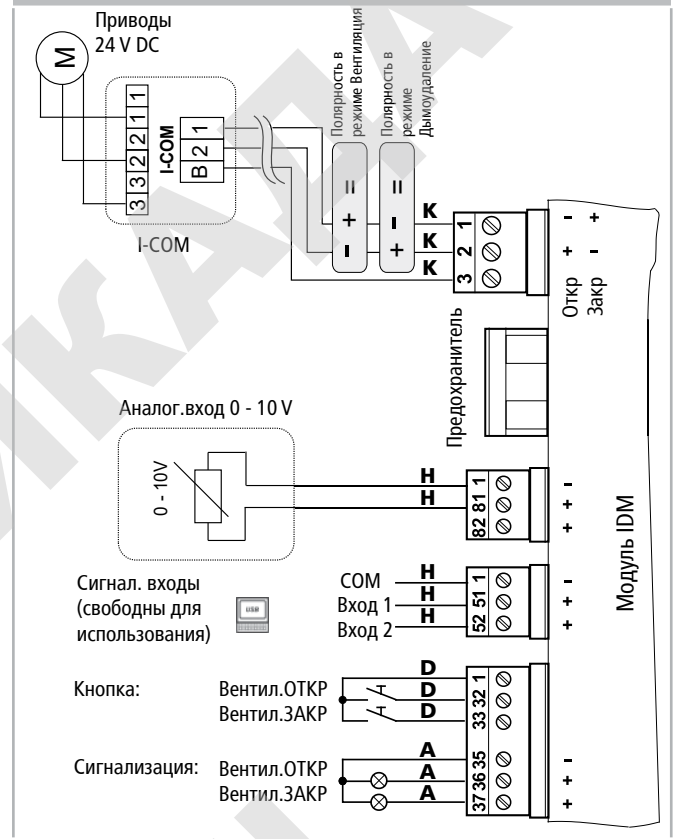 Приводы
24 V DC
M
3 3 2 2 1 1
I-COM
B 2 1
I-COM
Полярность в
режиме Вентиляция
Полярность в
режиме
Дымоудаление
- + =
+ - =
K
K
K
3 2 1
- +
+ -
Откр
Закр
Предохранитель
Аналог.вход 0 - 10 V
0 - 10V
H
H
82 81 1
-
+
+
Модуль IDM
Сигнал. входы
(свободны для
использования)
USB
COM
Вход 1
Вход 2
H
H
H
52 51 1
-
+
+
Кнопка:
Вентил.ОТКР
Вентил.ЗАКР
D
D
D
33 32 1
Сигнализация:
Вентил.ОТКР
Вентил.ЗАКР
A
A
A
37 36 35
-
+
+